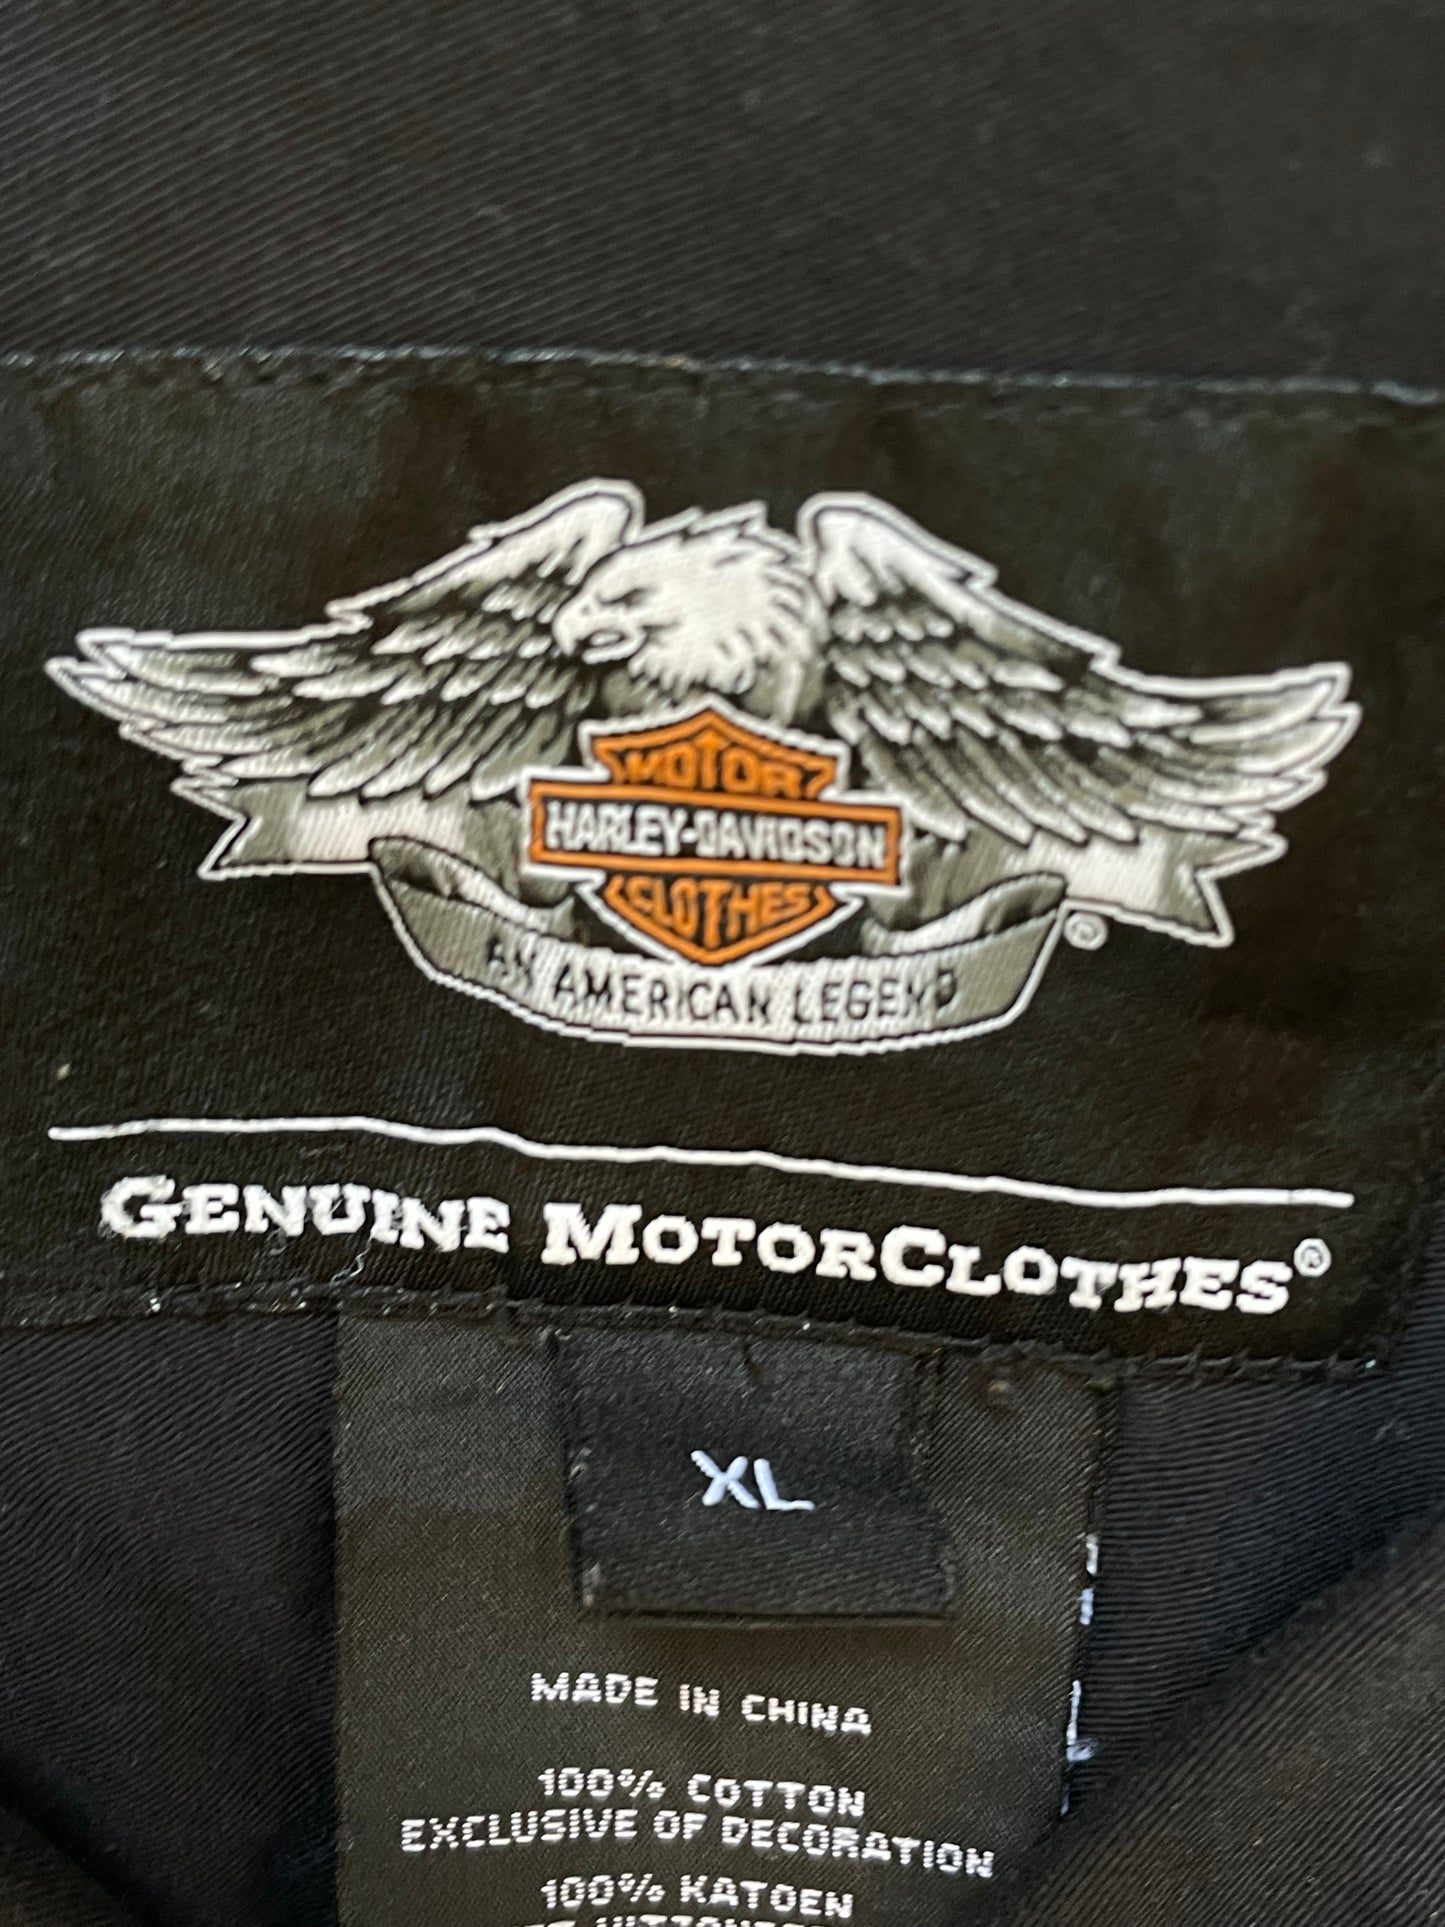 MOTOR
HARLEY-DAVIDSON
CLOTHES
AN AMERICAN LEGEND
®
GENUINE MOTORCLOTHES®
XL
MADE IN CHINA
100% COTTON
EXCLUSIVE OF DECORATION
100% KATOEN